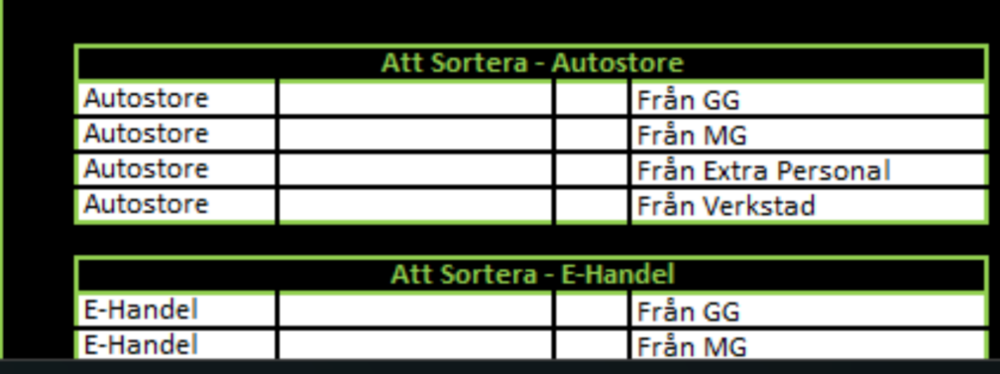 Att Sortera - Autostore
Autostore Från GG
Autostore Från MG
Autostore Från Extra Personal
Autostore Från Verkstad
Att Sortera - E-Handel
E-Handel Från GG
E-Handel Från MG